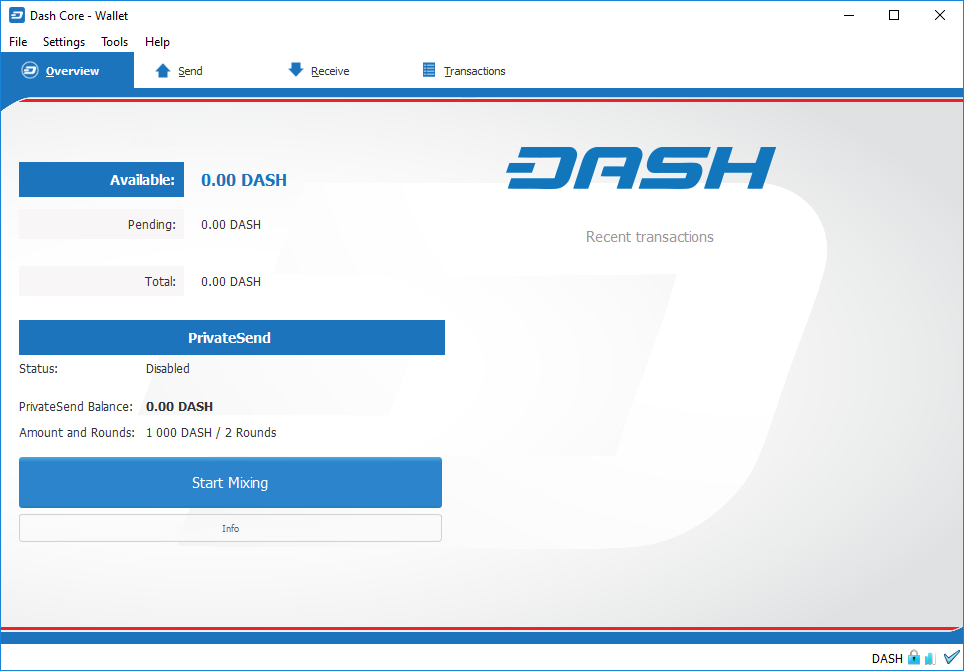 Dash Core - Wallet
File Settings Tools Help
Overview Send Receive Transactions
DASH
Available: 0.00 DASH
Pending: 0.00 DASH
Recent transactions
Total: 0.00 DASH
PrivateSend
Status: Disabled
PrivateSend Balance: 0.00 DASH
Amount and Rounds: 1 000 DASH / 2 Rounds
Start Mixing
Info
DASH